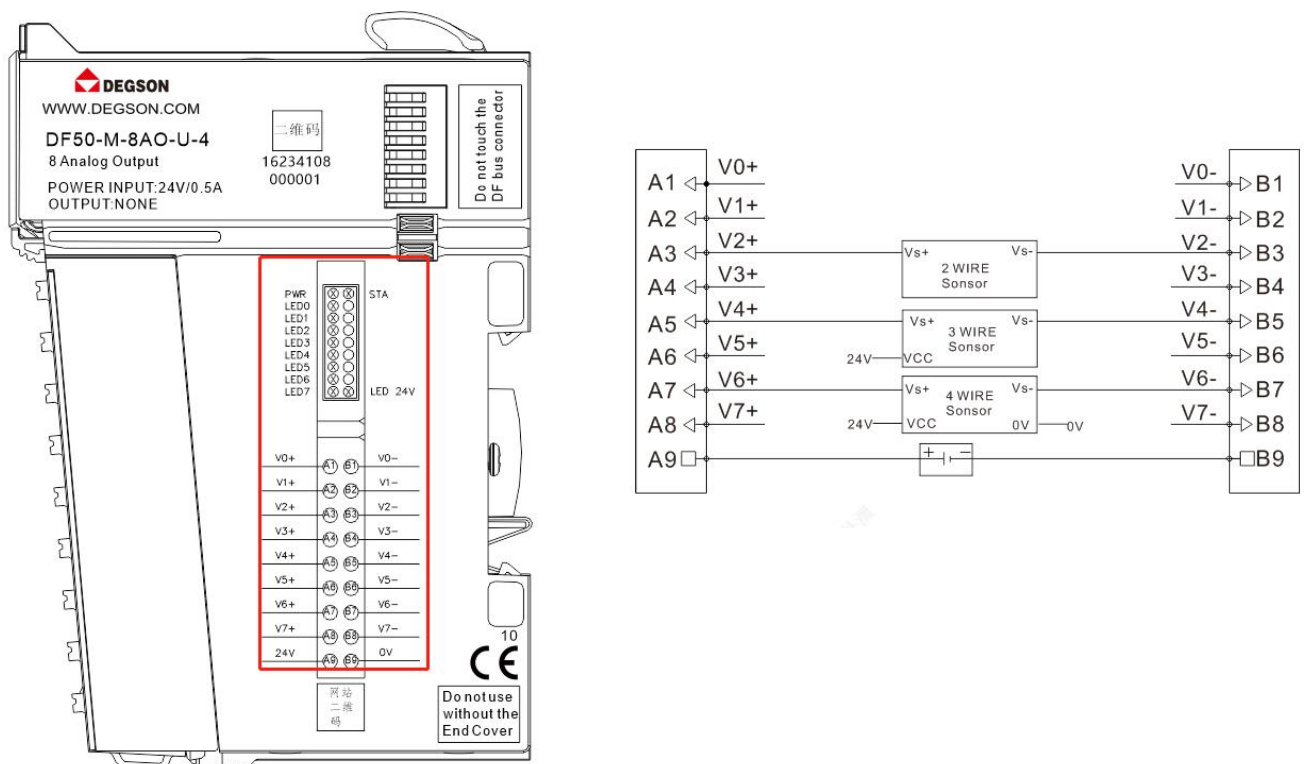 DEGSON
WWW.DEGSON.COM
DF50-M-8AO-U-4
8 Analog Output
POWER INPUT:24V/0.5A
OUTPUT:NONE
二维码
16234108
000001
Do not touch the
DF bus connector
PWR STA
LED0
LED1
LED2
LED3
LED4
LED5
LED6
LED7 LED 24V
V0+ A1 B1 V0-
V1+ A2 B2 V1-
V2+ A3 B3 V2-
V3+ A4 B4 V3-
V4+ A5 B5 V4-
V5+ A6 B6 V5-
V6+ A7 B7 V6-
V7+ A8 B8 V7-
24V A9 B9 0V
网站
二维
码
10
CE
Do not use
without the
End Cover
A1 V0+ V0- B1
A2 V1+ V1- B2
A3 V2+ Vs+ Vs- V2- B3
2 WIRE
Sonsor
A4 V3+ V3- B4
A5 V4+ Vs+ Vs- V4- B5
3 WIRE
Sonsor
A6 V5+ 24V VCC V5- B6
A7 V6+ Vs+ Vs- V6- B7
4 WIRE
Sonsor
A8 V7+ 24V VCC 0V 0V V7- B8
A9 + - B9